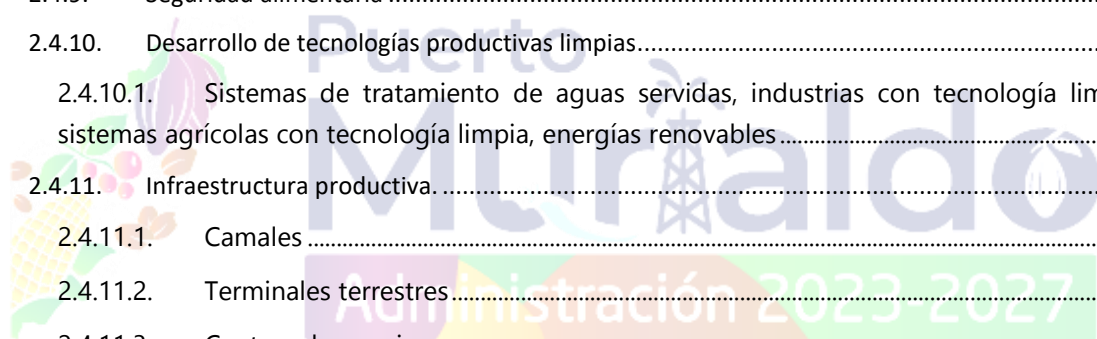 2.4.10. Desarrollo de tecnologías productivas limpias
2.4.10.1. Sistemas de tratamiento de aguas servidas, industrias con tecnología
sistemas agrícolas con tecnología limpia, energías renovables
2.4.11. Infraestructura productiva.
2.4.11.1. Camales
2.4.11.2. Terminales terrestres
Puerto
Murialdo
Administración 2023-2027